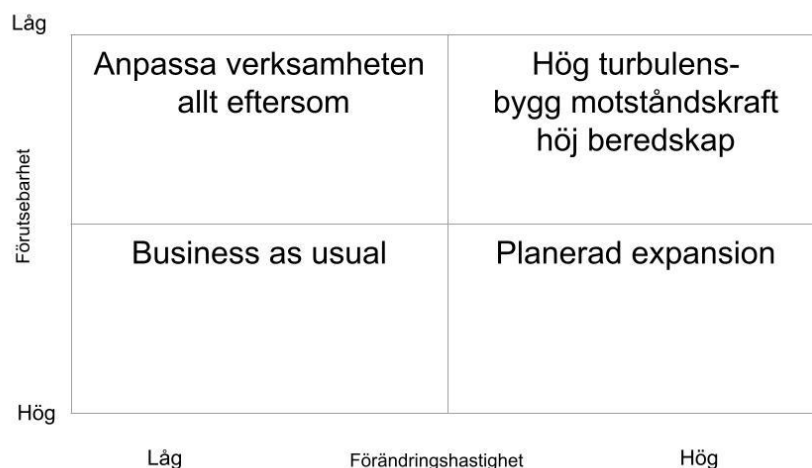 Låg
Anpassa verksamheten
allt eftersom
Hög turbulens-
bygg motståndskraft
höj beredskap
Förutsebarhet
Business as usual
Planerad expansion
Hög
Låg
Förändringshastighet
Hög